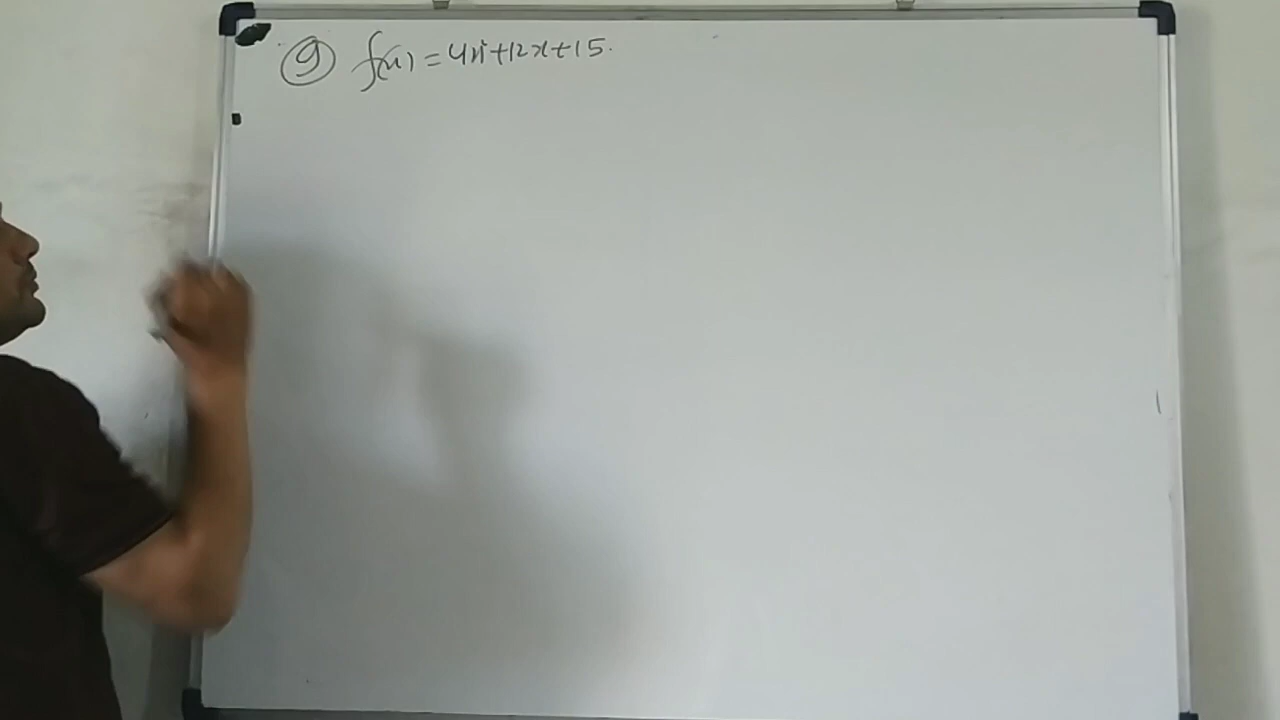 9 f(x) = 4x²+12x+15.